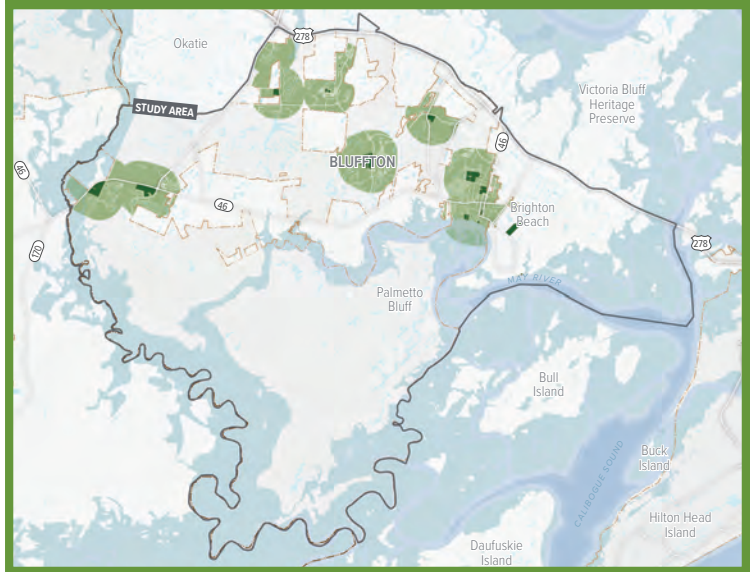 Okatie
278
STUDY AREA
Victoria Bluff
Heritage
Preserve
46
BLUFFTON
46
46
Brighton
Beach
170
278
MAY RIVER
Palmetto
Bluff
Bull
Island
CALIBOGUE SOUND
Buck
Island
Hilton Head
Island
Daufuskie
Island